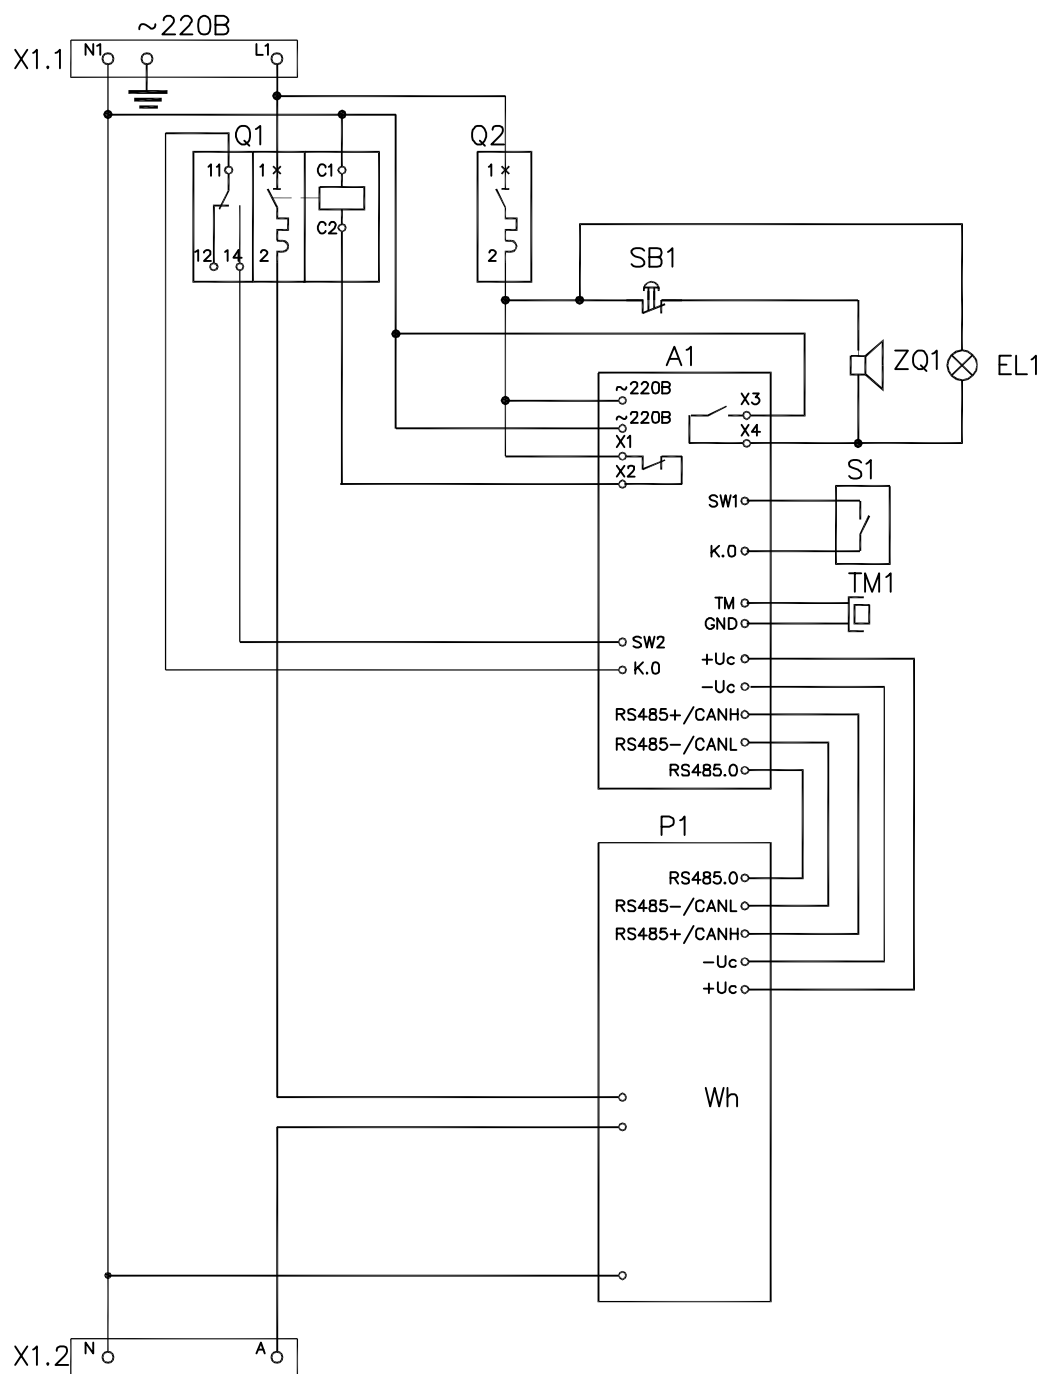 ~220В
X1.1
N1
L1
Q1
Q2
11
1
C1
1
C2
12
14
2
2
SB1
A1
ZQ1
EL1
~220В
X3
~220В
X4
X1
X2
S1
SW1
K.0
TM1
TM
GND
SW2
+Uc
K.0
-Uc
RS485+/CANH
RS485-/CANL
RS485.0
P1
RS485.0
RS485-/CANL
RS485+/CANH
-Uc
+Uc
Wh
X1.2
N
A